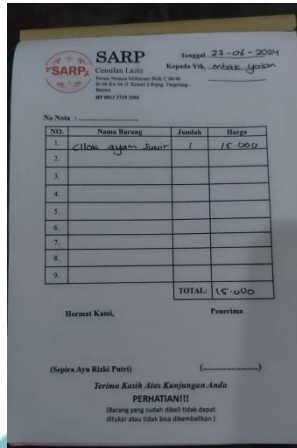 SARP
SARP
Cemilan Laziz
Tanggal 23-06-2024
Kepada Yth, mbak
No Nota :
NO. Nama Barang Jumlah Harga
1. cilok ayam Suwir 1 15.000
2.
3.
4.
5.
6.
7.
8.
9.
TOTAL: 15.000
Hormat Kami,
Penerima
(Sepira Ayu Rizki Putri)
(....................)
Terima Kasih Atas Kunjungan Anda
PERHATIAN!!!
(Barang yang sudah dibeli tidak dapat
ditukar atau tidak bisa dikembalikan )